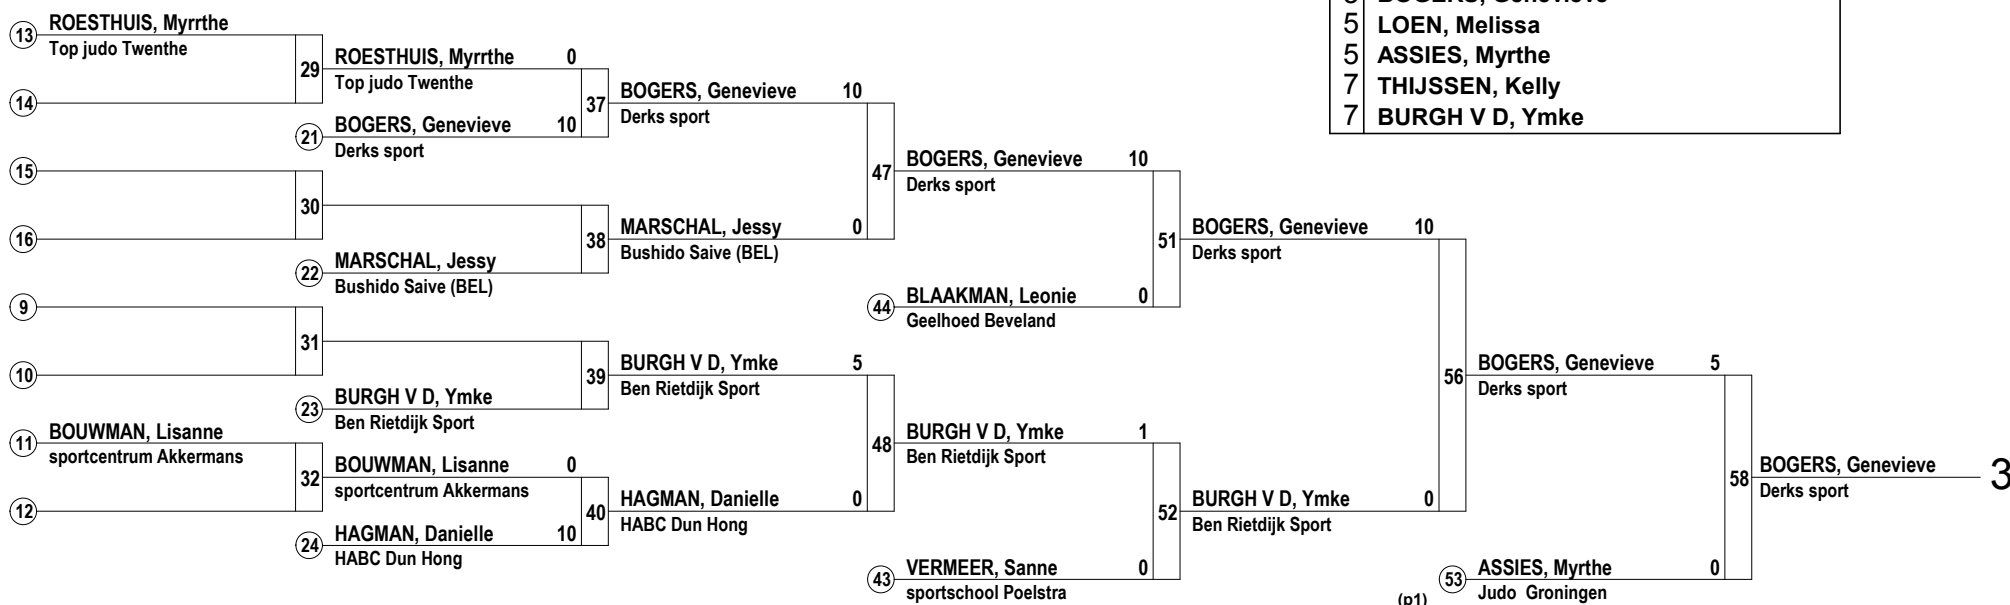 3 BOGERS, Genevieve
5 LOEN, Melissa
5 ASSIES, Myrthe
7 THIJSSEN, Kelly
7 BURGH V D, Ymke
13 ROESTHUIS, Myrrthe
Top judo Twenthe
14
29
ROESTHUIS, Myrrthe 0
Top judo Twenthe
21 BOGERS, Genevieve 10
Derks sport
37
15
16
30
22 MARSCHAL, Jessy
Bushido Saive (BEL)
38
9
10
31
23 BURGH V D, Ymke
Ben Rietdijk Sport
39
11 BOUWMAN, Lisanne
sportcentrum Akkermans
12
32
BOUWMAN, Lisanne 0
sportcentrum Akkermans
24 HAGMAN, Danielle 10
HABC Dun Hong
40
BOGERS, Genevieve 10
Derks sport
MARSCHAL, Jessy 0
Bushido Saive (BEL)
47
BURGH V D, Ymke 5
Ben Rietdijk Sport
HAGMAN, Danielle 0
HABC Dun Hong
48
BOGERS, Genevieve 10
Derks sport
44 BLAAKMAN, Leonie 0
Geelhoed Beveland
51
BURGH V D, Ymke 1
Ben Rietdijk Sport
43 VERMEER, Sanne 0
sportschool Poelstra
52
BOGERS, Genevieve 10
Derks sport
BURGH V D, Ymke 0
Ben Rietdijk Sport
56
BOGERS, Genevieve 5
Derks sport
53 ASSIES, Myrthe 0
Judo Groningen
(p1)
58
BOGERS, Genevieve 3
Derks sport